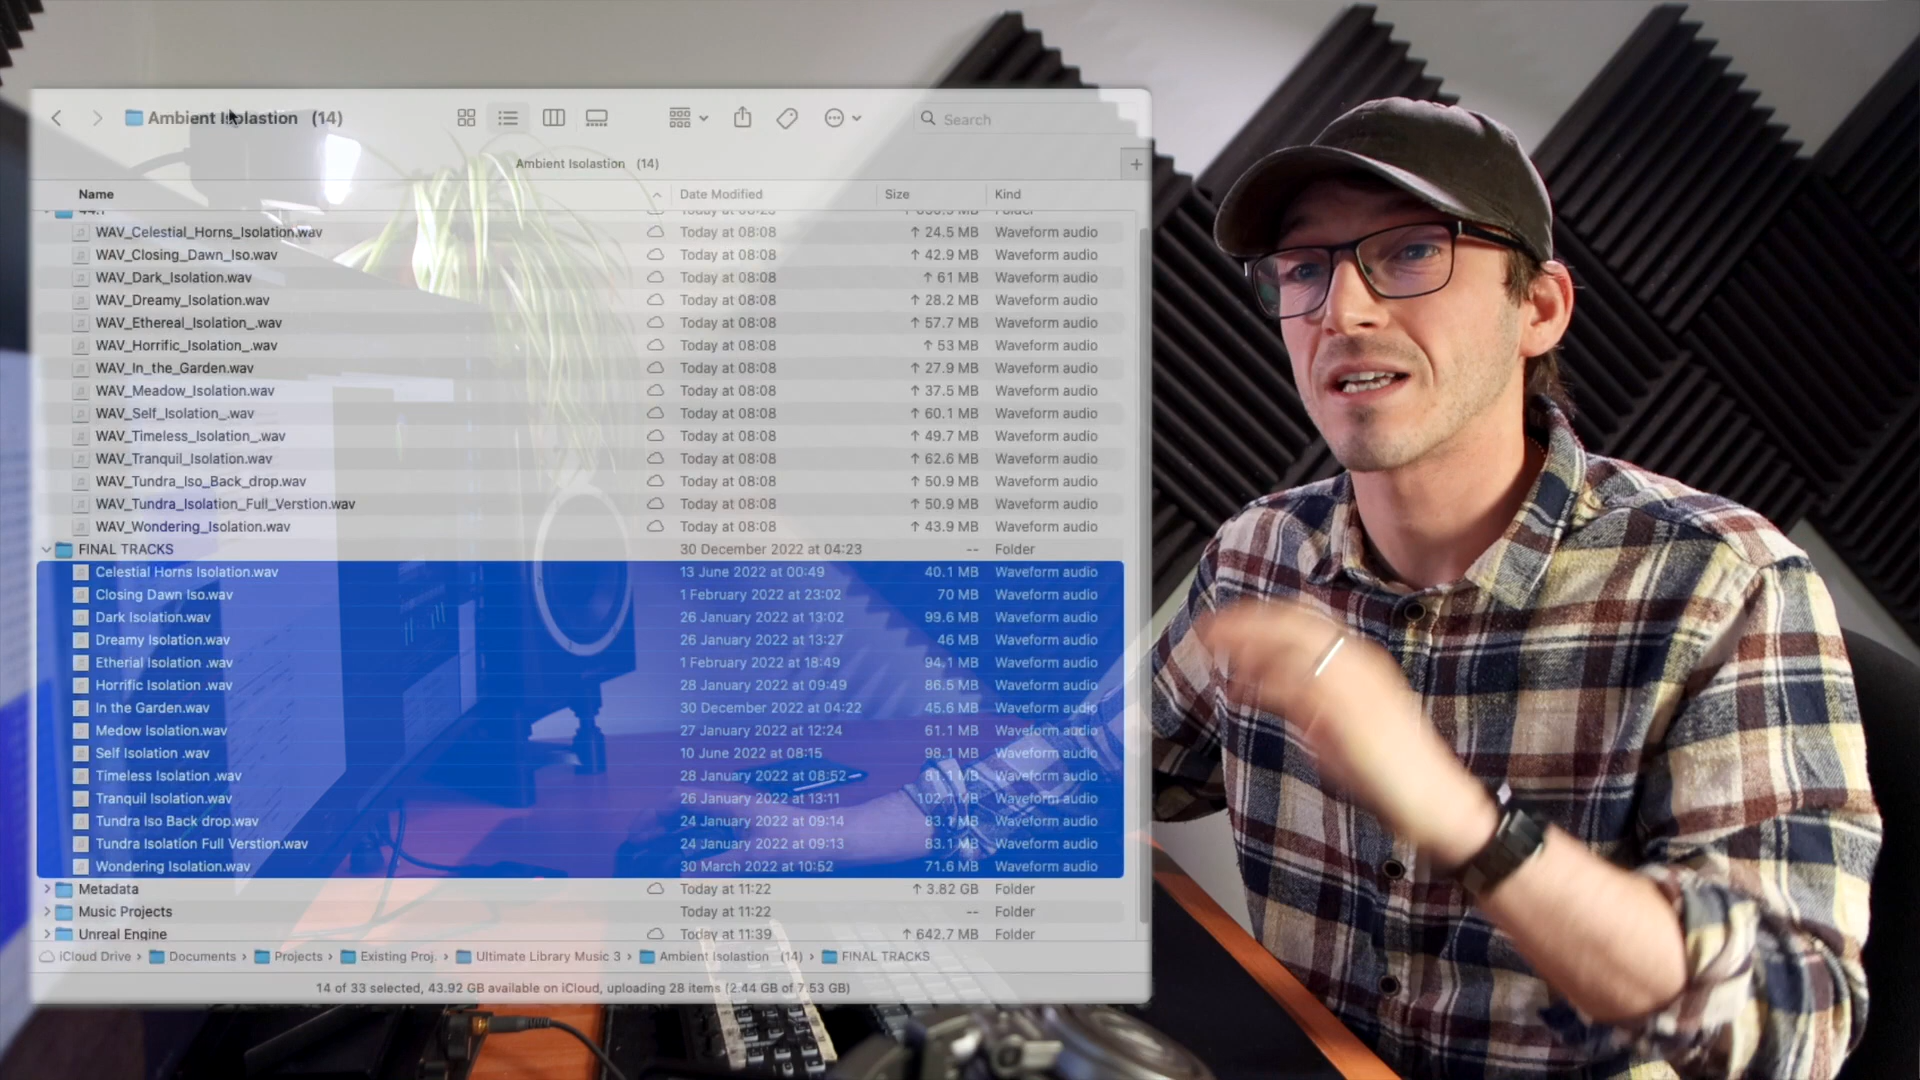 Ambient Isolastion (14)
Search
Ambient Isolastion (14)
Name Date Modified Size Kind
44.1 Today at 08:23 Folder
WAV_Celestial_Horns_Isolation.wav Today at 08:08 ↑ 24.5 MB Waveform audio
WAV_Closing_Dawn_Iso.wav Today at 08:08 ↑ 42.9 MB Waveform audio
WAV_Dark_Isolation.wav Today at 08:08 ↑ 61 MB Waveform audio
WAV_Dreamy_Isolation.wav Today at 08:08 ↑ 28.2 MB Waveform audio
WAV_Ethereal_Isolation_.wav Today at 08:08 ↑ 57.7 MB Waveform audio
WAV_Horrific_Isolation_.wav Today at 08:08 ↑ 53 MB Waveform audio
WAV_In_the_Garden.wav Today at 08:08 ↑ 27.9 MB Waveform audio
WAV_Meadow_Isolation.wav Today at 08:08 ↑ 37.5 MB Waveform audio
WAV_Self_Isolation_.wav Today at 08:08 ↑ 60.1 MB Waveform audio
WAV_Timeless_Isolation_.wav Today at 08:08 ↑ 49.7 MB Waveform audio
WAV_Tranquil_Isolation.wav Today at 08:08 ↑ 62.6 MB Waveform audio
WAV_Tundra_Iso_Back_drop.wav Today at 08:08 ↑ 50.9 MB Waveform audio
WAV_Tundra_Isolation_Full_Verstion.wav Today at 08:08 ↑ 50.9 MB Waveform audio
WAV_Wondering_Isolation.wav Today at 08:08 ↑ 43.9 MB Waveform audio
FINAL TRACKS 30 December 2022 at 04:23 -- Folder
Celestial Horns Isolation.wav 13 June 2022 at 00:49 40.1 MB Waveform audio
Closing Dawn Iso.wav 1 February 2022 at 23:02 70 MB Waveform audio
Dark Isolation.wav 26 January 2022 at 13:02 99.6 MB Waveform audio
Dreamy Isolation.wav 26 January 2022 at 13:27 46 MB Waveform audio
Etherial Isolation .wav 1 February 2022 at 18:49 94.1 MB Waveform audio
Horrific Isolation .wav 28 January 2022 at 09:49 86.5 MB Waveform audio
In the Garden.wav 30 December 2022 at 04:22 45.6 MB Waveform audio
Medow Isolation.wav 27 January 2022 at 12:24 61.1 MB Waveform audio
Self Isolation .wav 10 June 2022 at 08:15 98.1 MB Waveform audio
Timeless Isolation .wav 28 January 2022 at 08:52 81.1 MB Waveform audio
Tranquil Isolation.wav 26 January 2022 at 13:11 102.1 MB Waveform audio
Tundra Iso Back drop.wav 24 January 2022 at 09:14 83.1 MB Waveform audio
Tundra Isolation Full Verstion.wav 24 January 2022 at 09:13 83.1 MB Waveform audio
Wondering Isolation.wav 30 March 2022 at 10:52 71.6 MB Waveform audio
Metadata Today at 11:22 ↑ 3.82 GB Folder
Music Projects Today at 11:22 -- Folder
Unreal Engine Today at 11:39 ↑ 642.7 MB Folder
iCloud Drive › Documents › Projects › Existing Proj. › Ultimate Library Music 3 › Ambient Isolastion (14) › FINAL TRACKS
14 of 33 selected, 43.92 GB available on iCloud, uploading 28 items (2.44 GB of 7.53 GB)